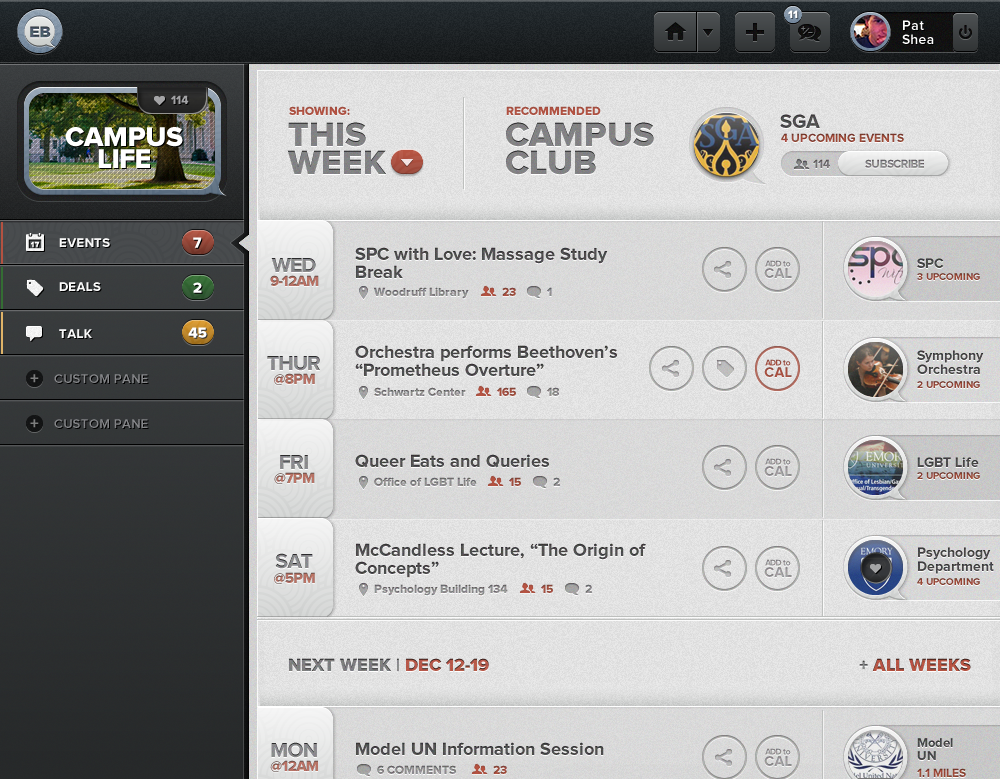 EB
11
Pat
Shea
114
CAMPUS
LIFE
17
EVENTS
7
DEALS
2
TALK
45
CUSTOM PANE
CUSTOM PANE
SHOWING:
THIS
WEEK
RECOMMENDED
CAMPUS
CLUB
SGA
SGA
4 UPCOMING EVENTS
114
SUBSCRIBE
WED
9-12AM
SPC with Love: Massage Study
Break
Woodruff Library 23 1
ADD to
CAL
spc
SPC
3 UPCOMING
THUR
@8PM
Orchestra performs Beethoven’s
“Prometheus Overture”
Schwartz Center 165 18
ADD to
CAL
Symphony
Orchestra
2 UPCOMING
FRI
@7PM
Queer Eats and Queries
Office of LGBT Life 15 2
ADD to
CAL
EMOR
UNIVERSI
LGBT Life
2 UPCOMING
SAT
@5PM
McCandless Lecture, “The Origin of
Concepts”
Psychology Building 134 15 2
ADD to
CAL
EMORY
Psychology
Department
4 UPCOMING
NEXT WEEK | DEC 12-19
+ ALL WEEKS
MON
@12AM
Model UN Information Session
6 COMMENTS 23
ADD to
CAL
Model
UN
1.1 MILES